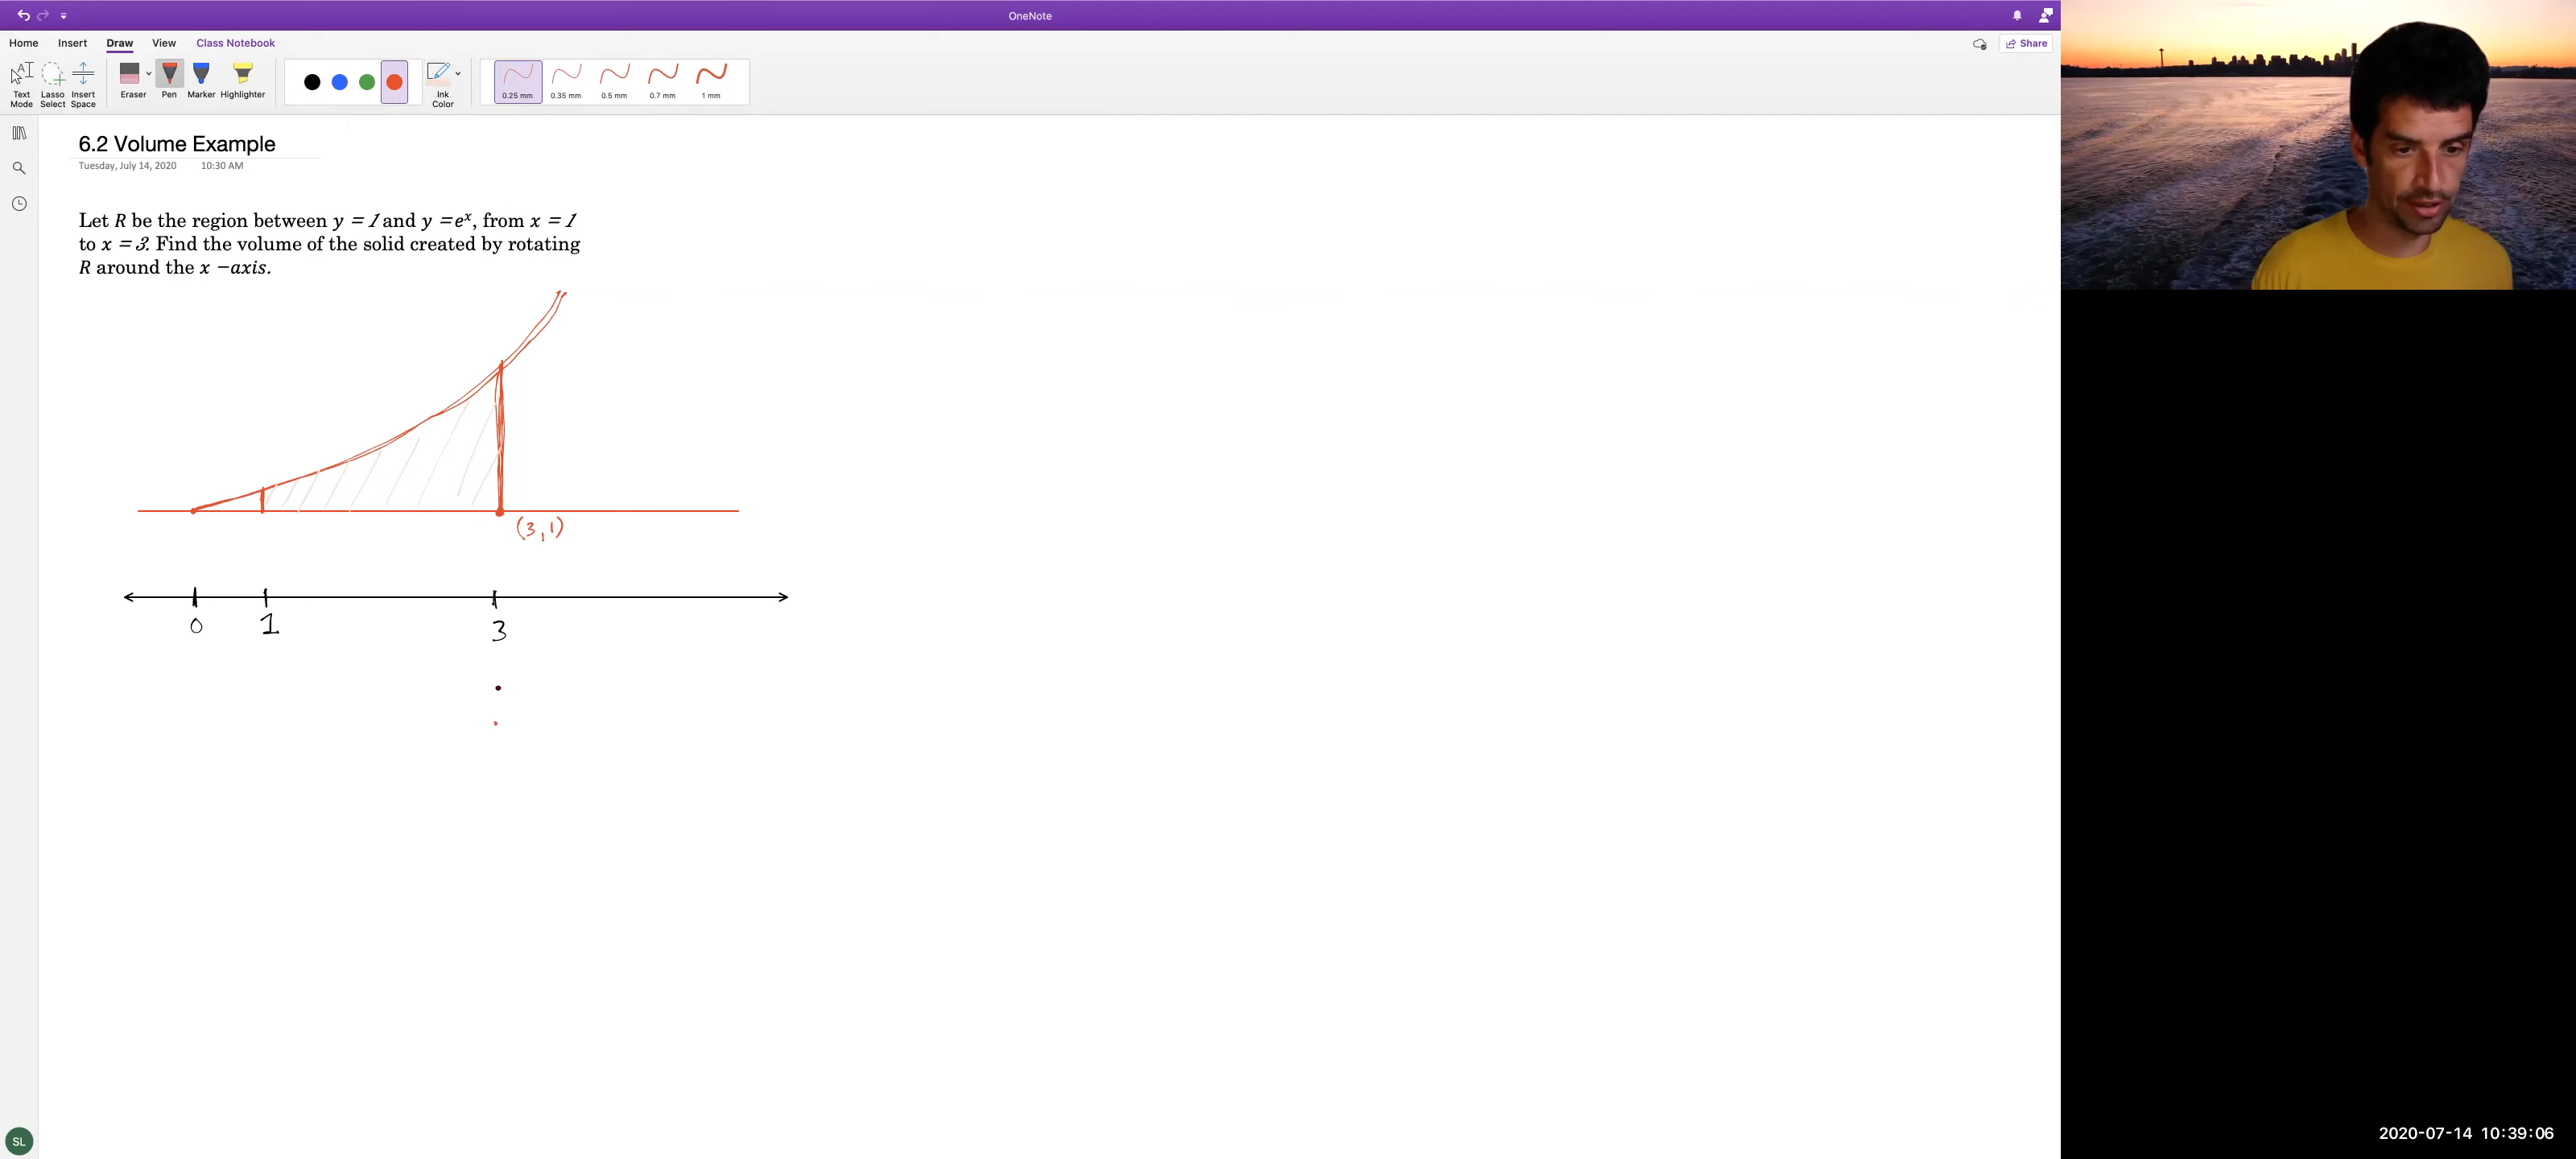 OneNote
Home Insert Draw View Class Notebook
Share
Text Mode
Lasso Select
Insert Space
Eraser
Pen
Marker
Highlighter
Ink Color
0.25 mm
0.35 mm
0.5 mm
0.7 mm
1 mm
6.2 Volume Example
Tuesday, July 14, 2020 10:30 AM
Let R be the region between y = 1 and y = eˣ, from x = 1
to x = 3. Find the volume of the solid created by rotating
R around the x −axis.
(3,1)
0 1 3
SL
2020-07-14 10:39:06